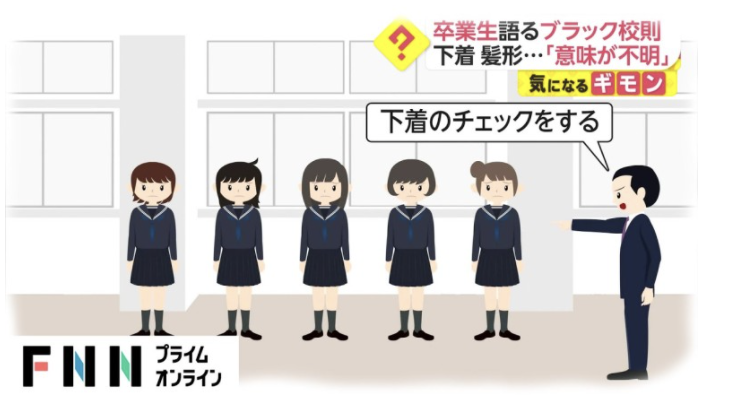 卒業生語るブラック校則
下着 髪形…「意味が不明」
気になるギモン
下着のチェックをする
FNN プライム
オンライン